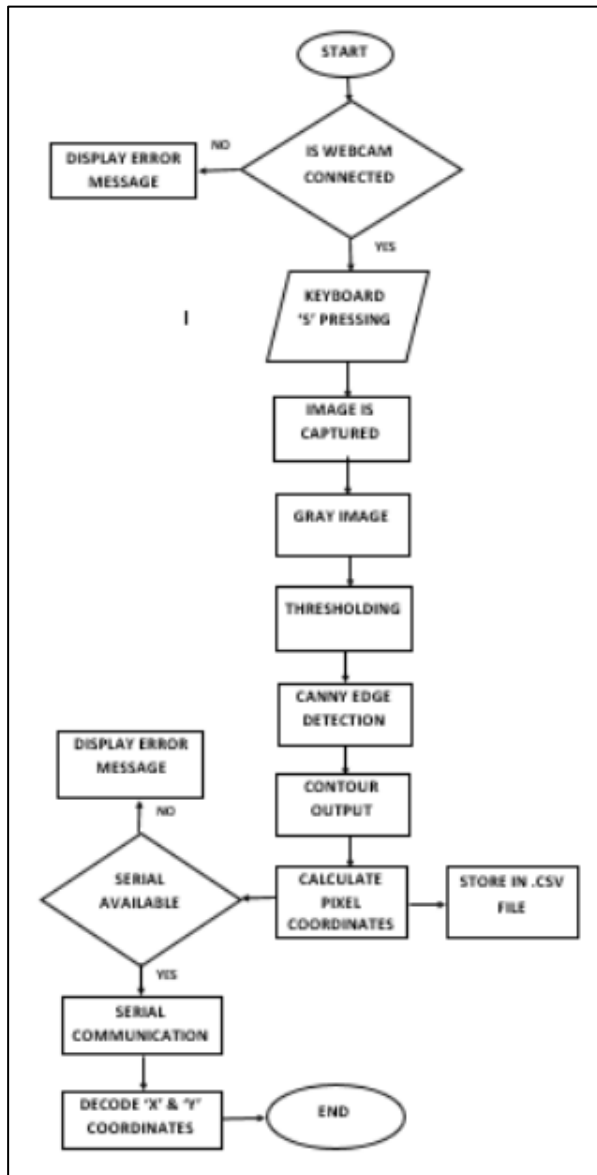 START
IS WEBCAM
CONNECTED
NO
DISPLAY ERROR
MESSAGE
YES
KEYBOARD
'S' PRESSING
IMAGE IS
CAPTURED
GRAY IMAGE
THRESHOLDING
CANNY EDGE
DETECTION
CONTOUR
OUTPUT
CALCULATE
PIXEL
COORDINATES
STORE IN .CSV
FILE
SERIAL
AVAILABLE
NO
DISPLAY ERROR
MESSAGE
YES
SERIAL
COMMUNICATION
DECODE 'X' & 'Y'
COORDINATES
END